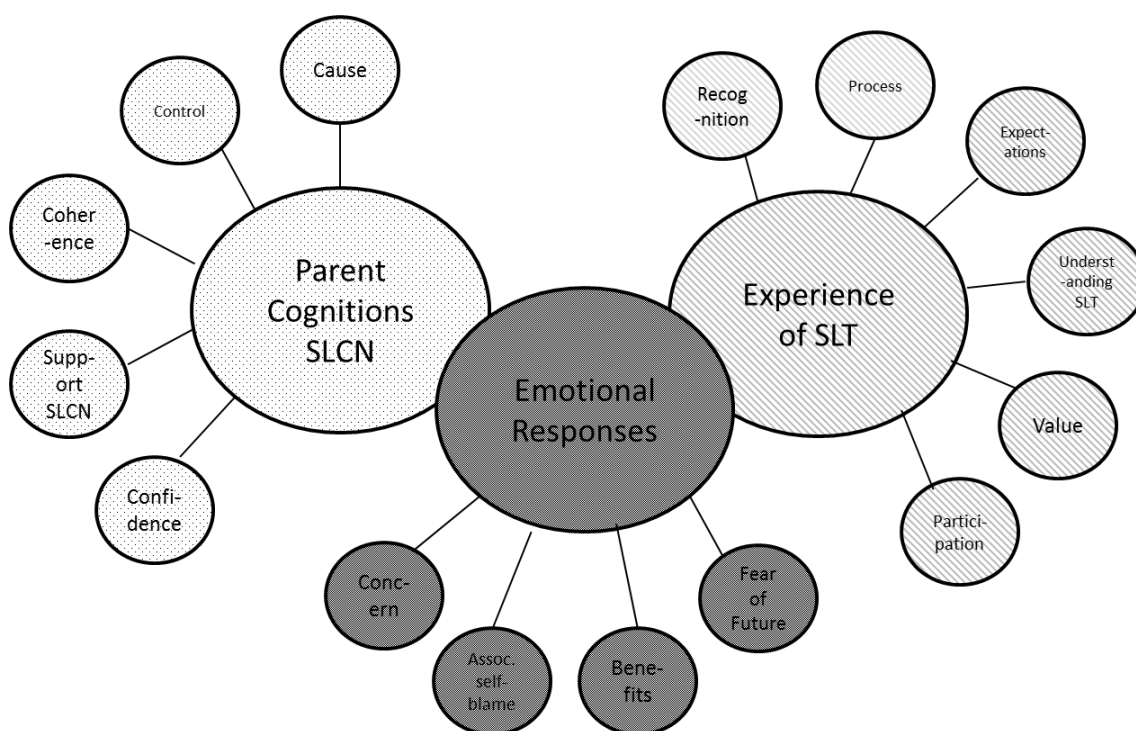 Cause
Control
Coher
-ence
Supp-
ort
SLCN
Confi-
dence
Parent
Cognitions
SLCN
Emotional
Responses
Conc-
ern
Assoc.
self-
blame
Bene-
fits
Fear
of
Future
Experience
of SLT
Recog
-nition
Process
Expect-
ations
Underst
-anding
SLT
Value
Partici-
pation